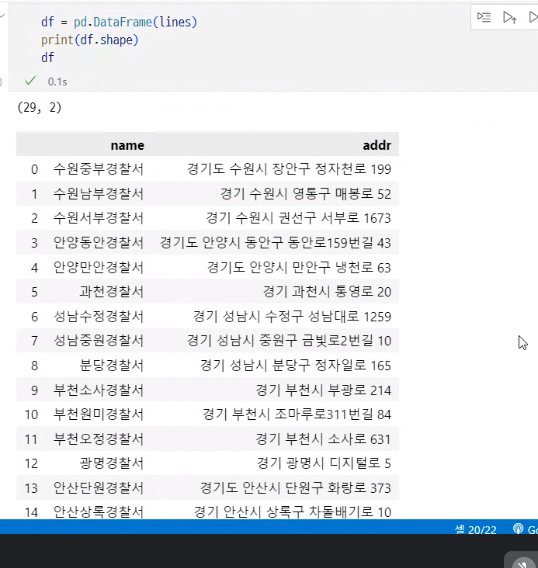 df = pd.DataFrame(lines)
print(df.shape)
df
0.1s
(29, 2)
name addr
0 수원중부경찰서 경기도 수원시 장안구 정자천로 199
1 수원남부경찰서 경기 수원시 영통구 매봉로 52
2 수원서부경찰서 경기 수원시 권선구 서부로 1673
3 안양동안경찰서 경기도 안양시 동안구 동안로159번길 43
4 안양만안경찰서 경기도 안양시 만안구 냉천로 63
5 과천경찰서 경기 과천시 통영로 20
6 성남수정경찰서 경기 성남시 수정구 성남대로 1259
7 성남중원경찰서 경기 성남시 중원구 금빛로2번길 10
8 분당경찰서 경기 성남시 분당구 정자일로 165
9 부천소사경찰서 경기 부천시 부광로 214
10 부천원미경찰서 경기 부천시 조마루로311번길 84
11 부천오정경찰서 경기 부천시 소사로 631
12 광명경찰서 경기 광명시 디지털로 5
13 안산단원경찰서 경기도 안산시 단원구 화랑로 373
14 안산상록경찰서 경기 안산시 상록구 차돌배기로 10
셀 20/22 Go